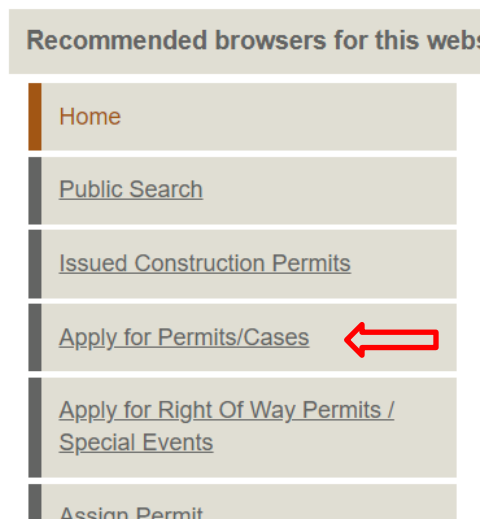 Recommended browsers for this webs
Home
Public Search
Issued Construction Permits
Apply for Permits/Cases
Apply for Right Of Way Permits /
Special Events
Assign Permit